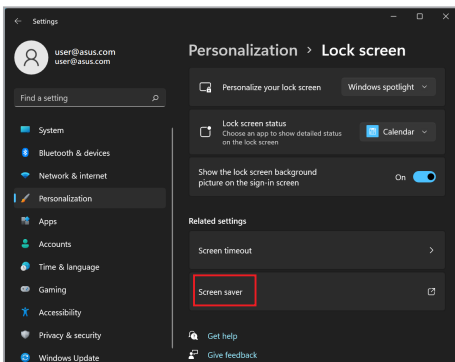 Settings
user@asus.com
user@asus.com
Find a setting
System
Bluetooth & devices
Network & internet
Personalization
Apps
Accounts
Time & language
Gaming
Accessibility
Privacy & security
Windows Update
Personalization > Lock screen
Personalize your lock screen
Windows spotlight
Lock screen status
Choose an app to show detailed status
on the lock screen
Calendar
Show the lock screen background
picture on the sign-in screen
On
Related settings
Screen timeout
Screen saver
Get help
Give feedback